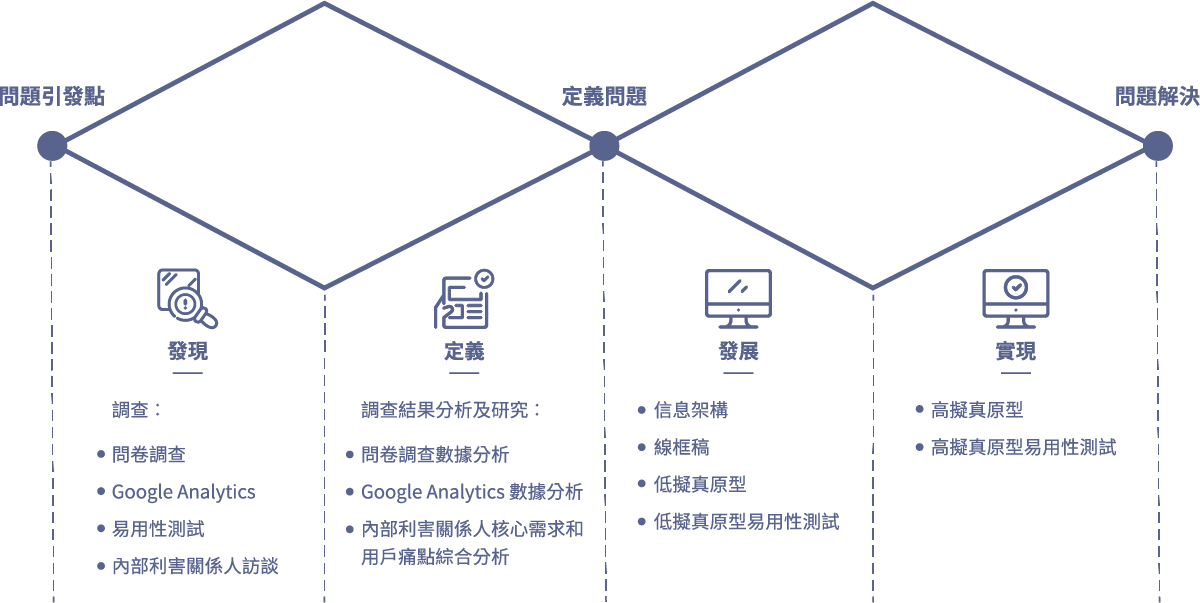 問題引發點
定義問題
問題解決
發現
調查：
問卷調查
Google Analytics
易用性測試
內部利害關係人訪談
定義
調查結果分析及研究：
問卷調查數據分析
Google Analytics 數據分析
內部利害關係人核心需求和
用戶痛點綜合分析
發展
信息架構
線框稿
低擬真原型
低擬真原型易用性測試
實現
高擬真原型
高擬真原型易用性測試